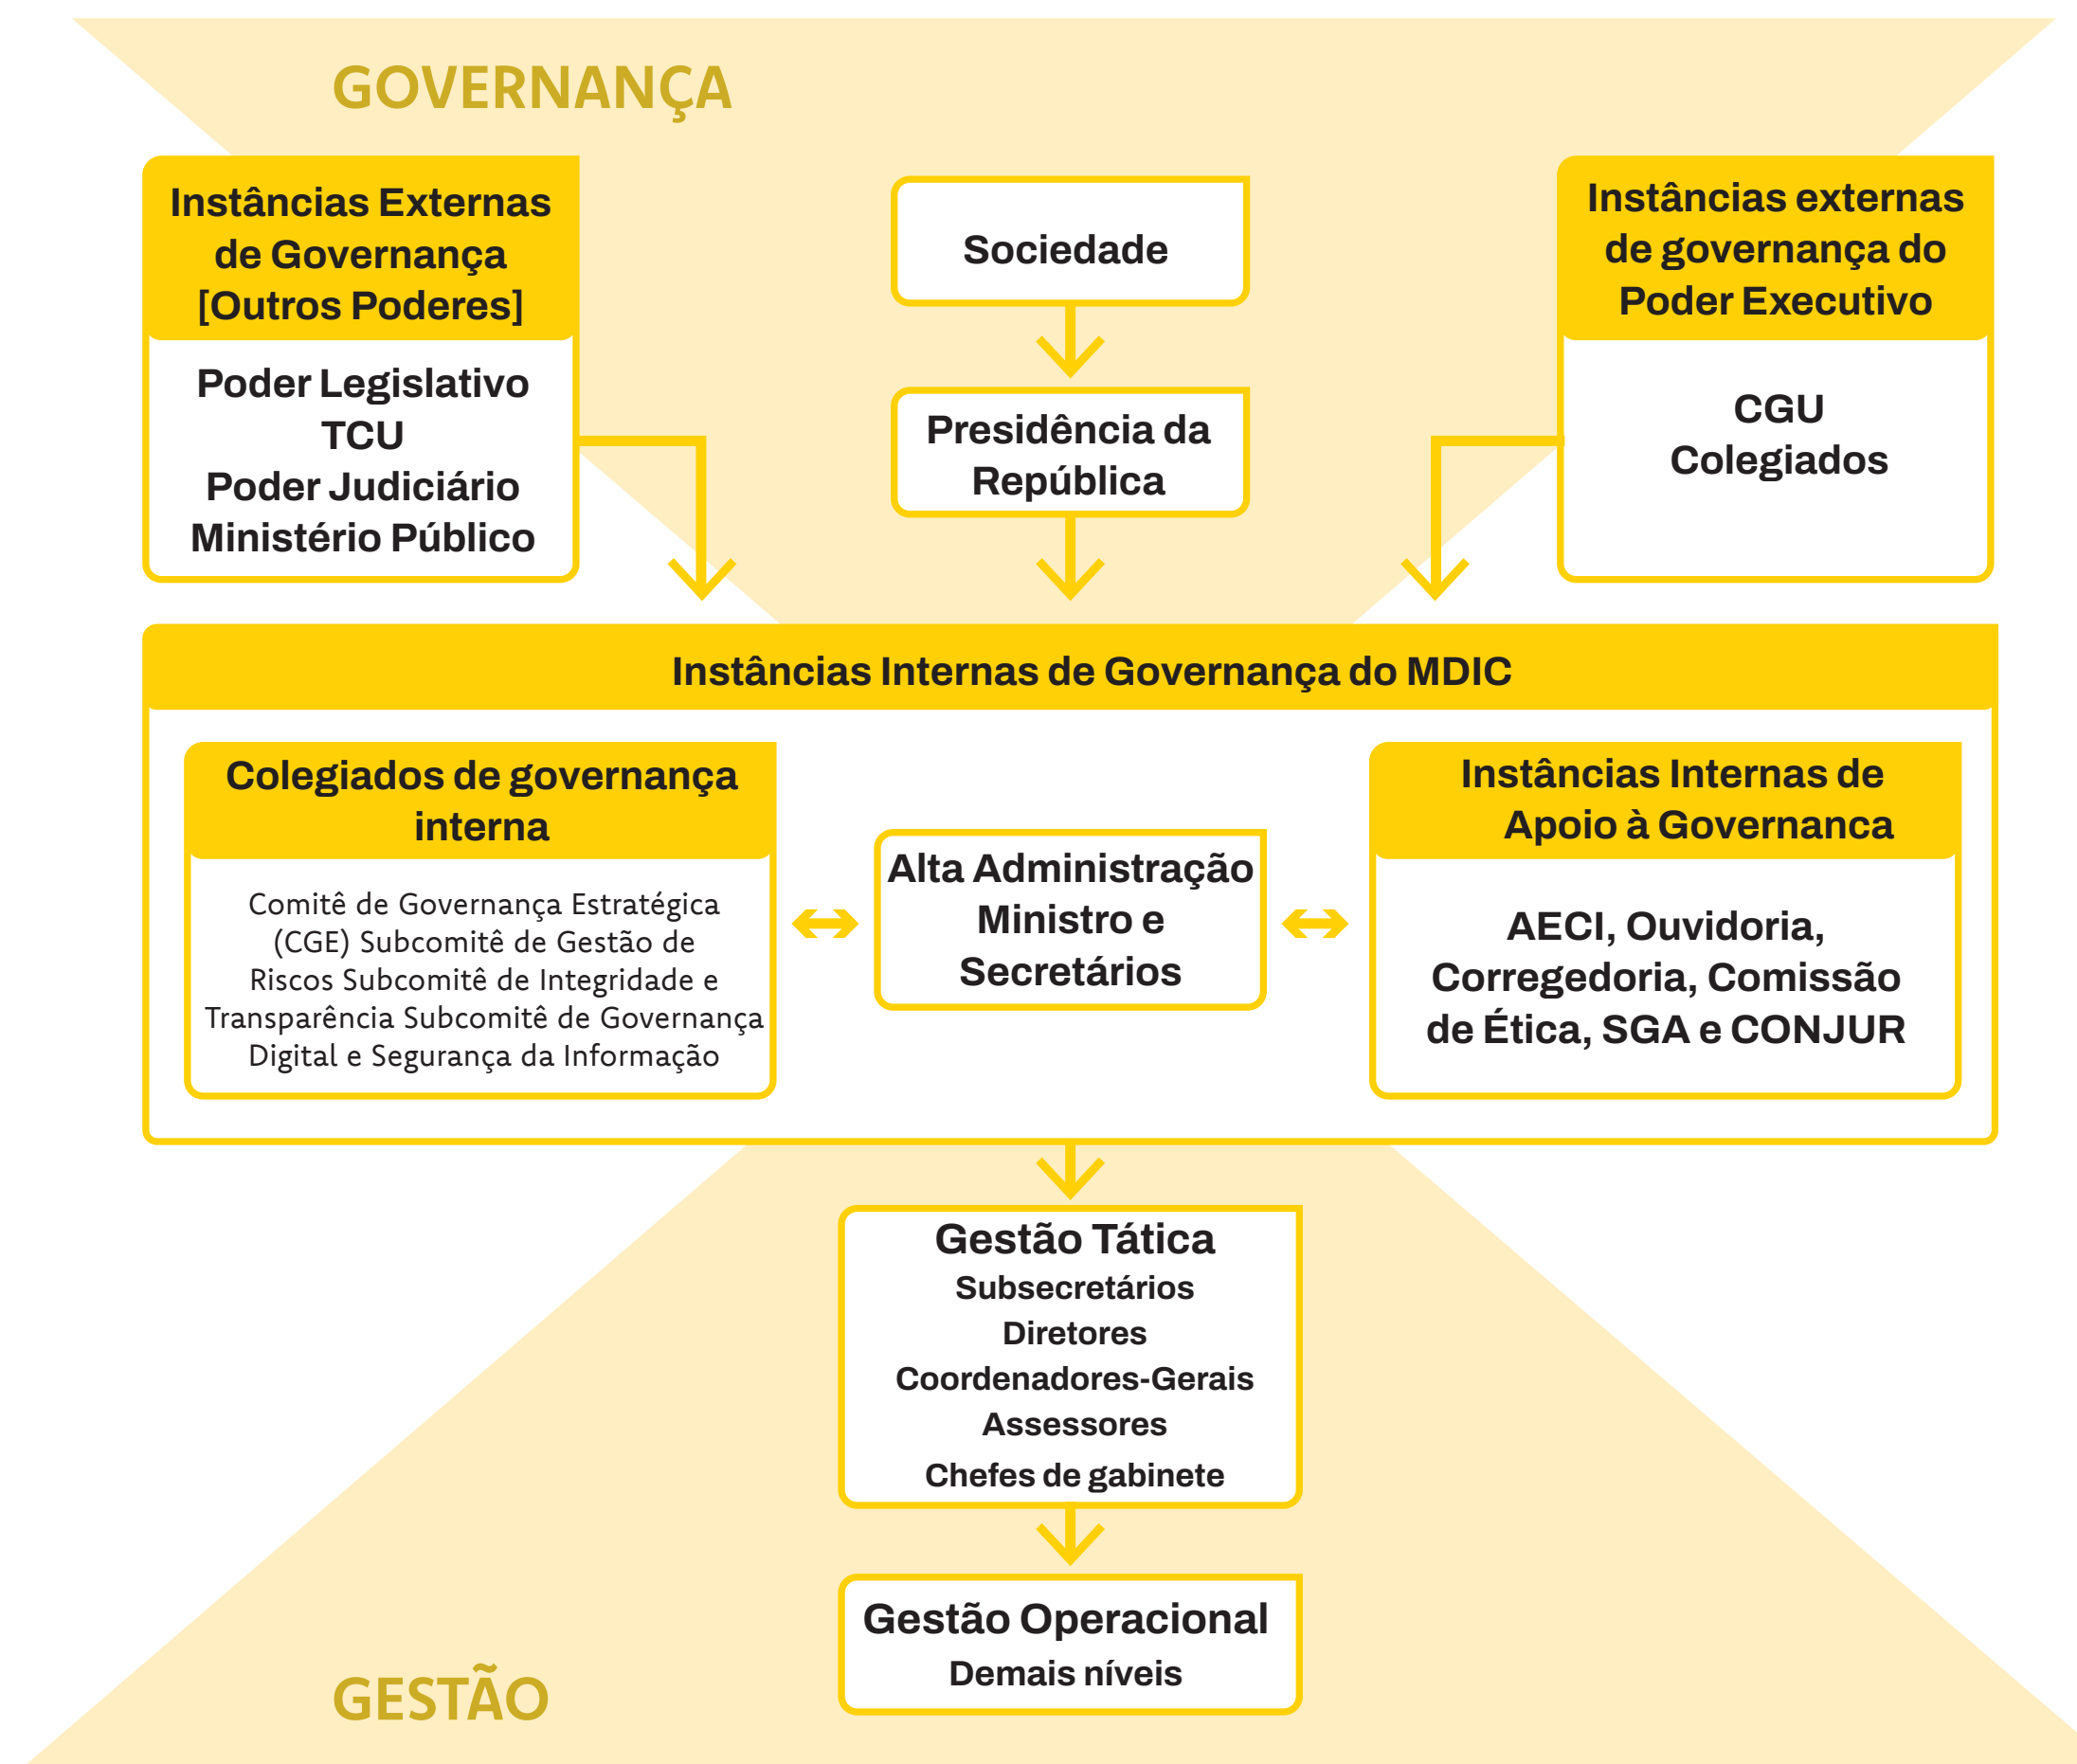 GOVERNANÇA
Instâncias Externas
de Governança
[Outros Poderes]
Poder Legislativo
TCU
Poder Judiciário
Ministério Público
Sociedade
Presidência da
República
Instâncias externas
de governança do
Poder Executivo
CGU
Colegiados
Instâncias Internas de Governança do MDIC
Colegiados de governança
interna
Comitê de Governança Estratégica
(CGE) Subcomitê de Gestão de
Riscos Subcomitê de Integridade e
Transparência Subcomitê de Governança
Digital e Segurança da Informação
Alta Administração
Ministro e
Secretários
Instâncias Internas de
Apoio à Governanca
AECI, Ouvidoria,
Corregedoria, Comissão
de Ética, SGA e CONJUR
Gestão Tática
Subsecretários
Diretores
Coordenadores-Gerais
Assessores
Chefes de gabinete
Gestão Operacional
Demais níveis
GESTÃO